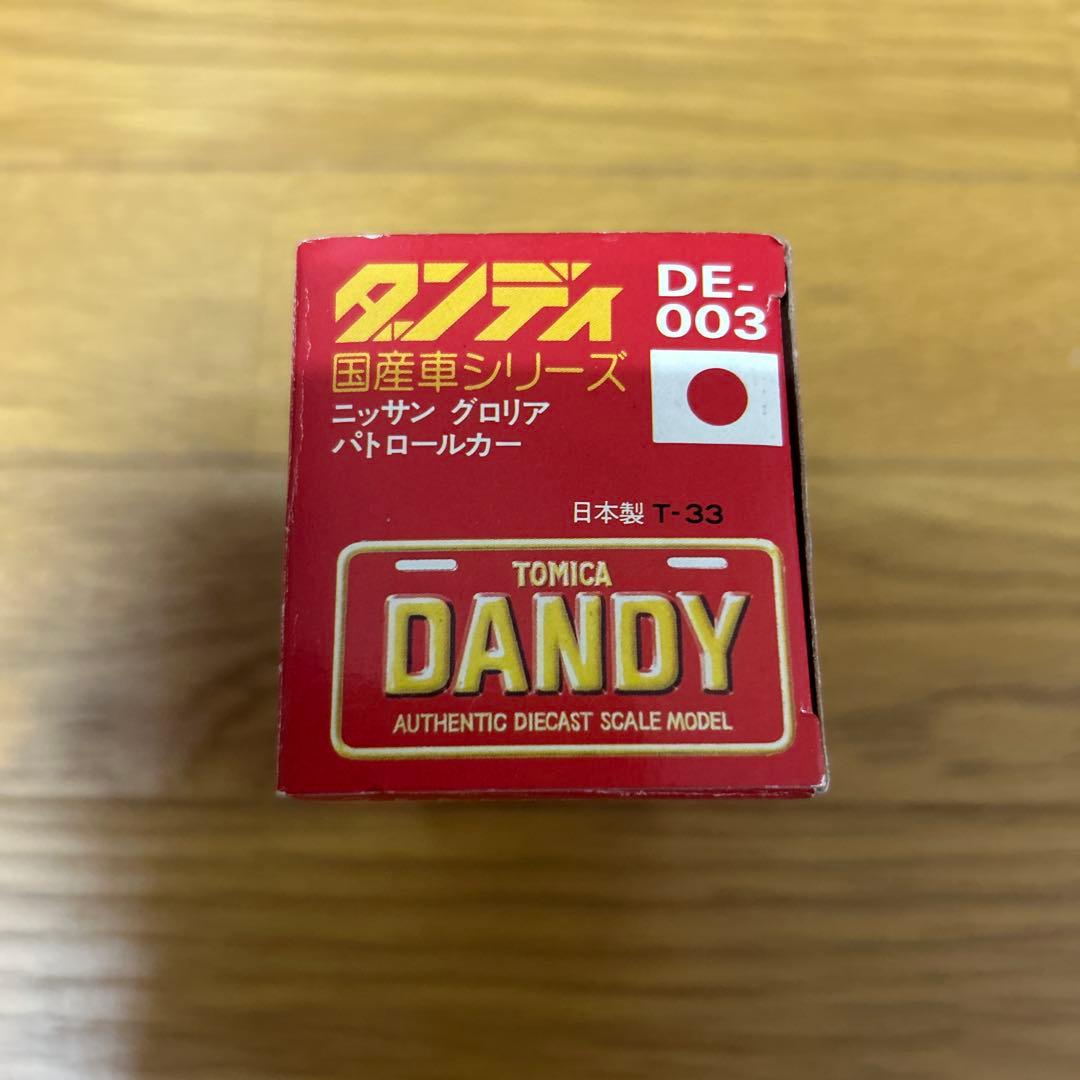 ダンディ
DE-
003
国産車シリーズ
ニッサン グロリア
パトロールカー
日本製 T-33
TOMICA
DANDY
AUTHENTIC DIECAST SCALE MODEL